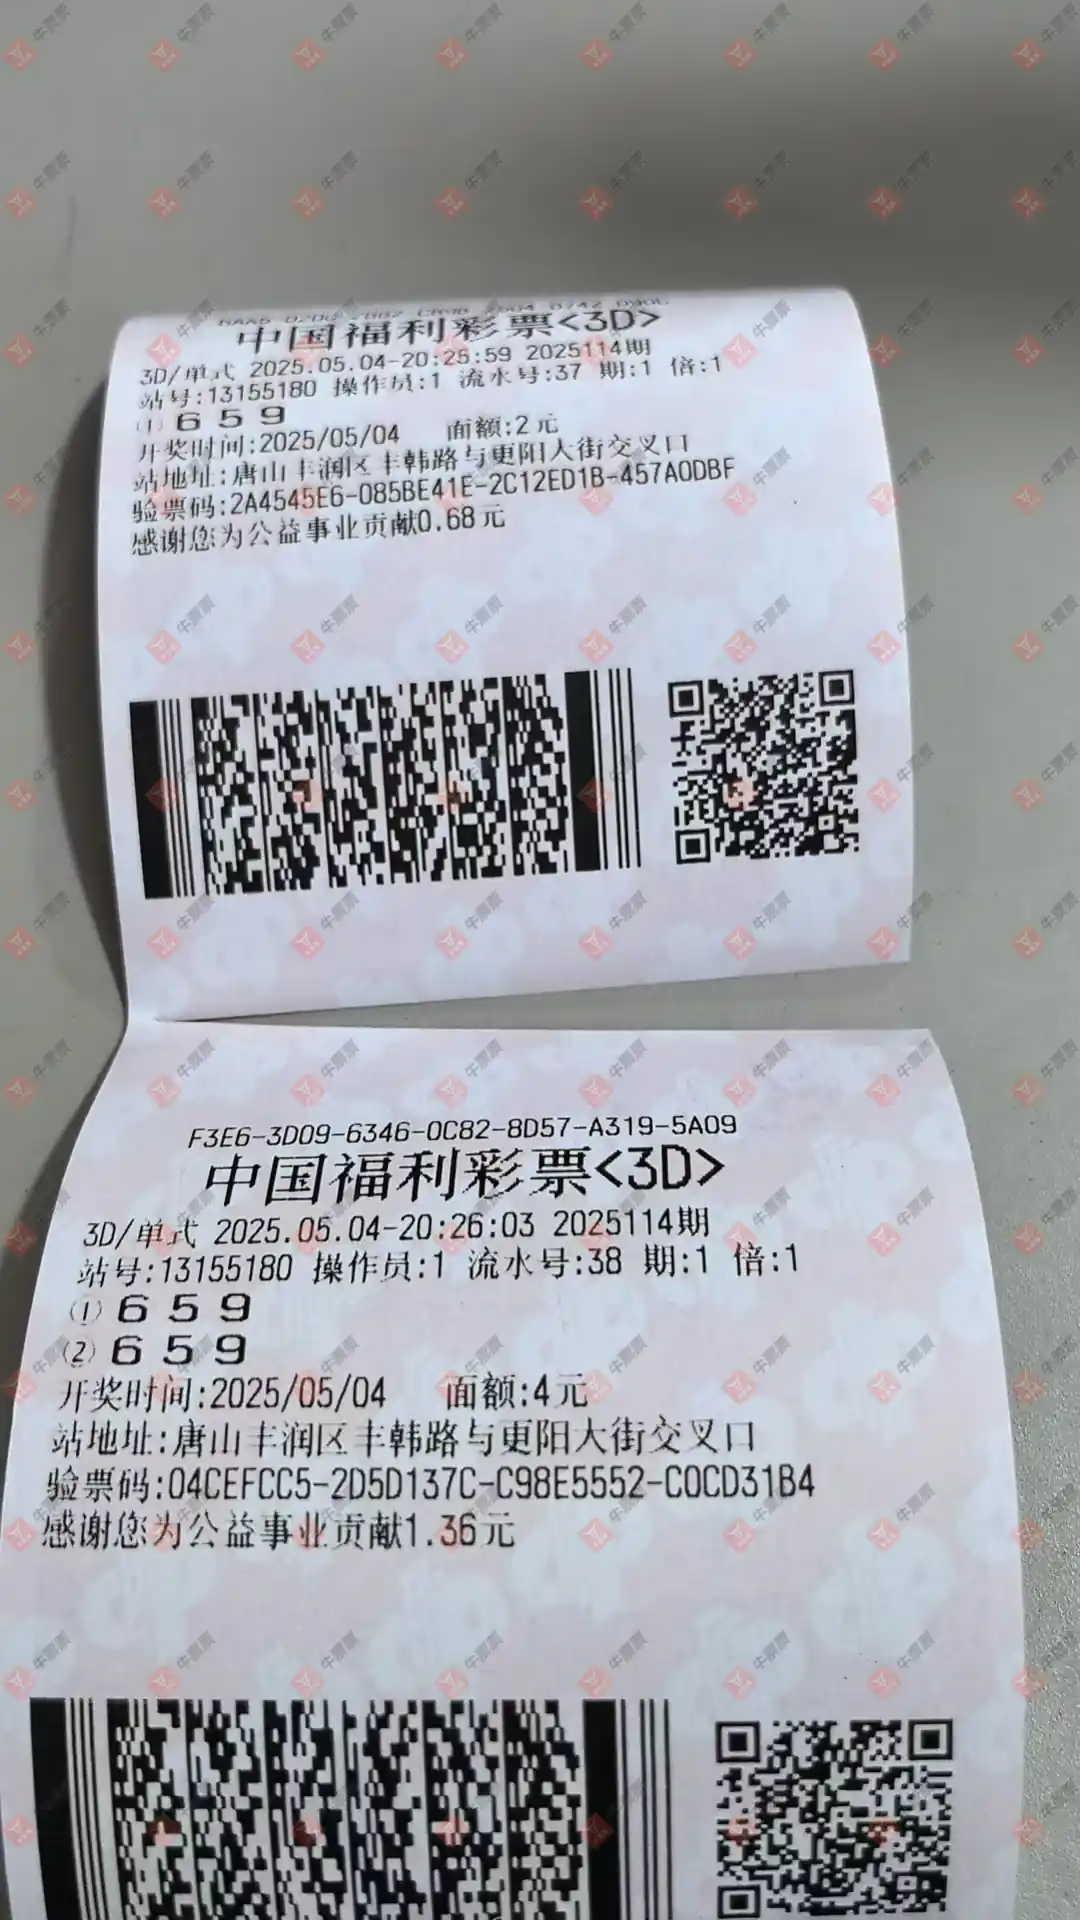 中国福利彩票<3D>
3D/单式 2025.05.04-20:25:59 2025114期
站号:13155180 操作员:1 流水号:37 期:1 倍:1
① 6 5 9
开奖时间:2025/05/04 面额:2元
站地址:唐山丰润区丰韩路与更阳大街交叉口
验票码:2A4545E6-085BE41E-2C12ED1B-457A0DBF
感谢您为公益事业贡献0.68元
F3E6-3D09-6346-0C82-8D57-A319-5A09
中国福利彩票<3D>
3D/单式 2025.05.04-20:26:03 2025114期
站号:13155180 操作员:1 流水号:38 期:1 倍:1
① 6 5 9
② 6 5 9
开奖时间:2025/05/04 面额:4元
站地址:唐山丰润区丰韩路与更阳大街交叉口
验票码:04CEFCC5-2D5D137C-C98E5552-C0CD31B4
感谢您为公益事业贡献1.36元
牛票票